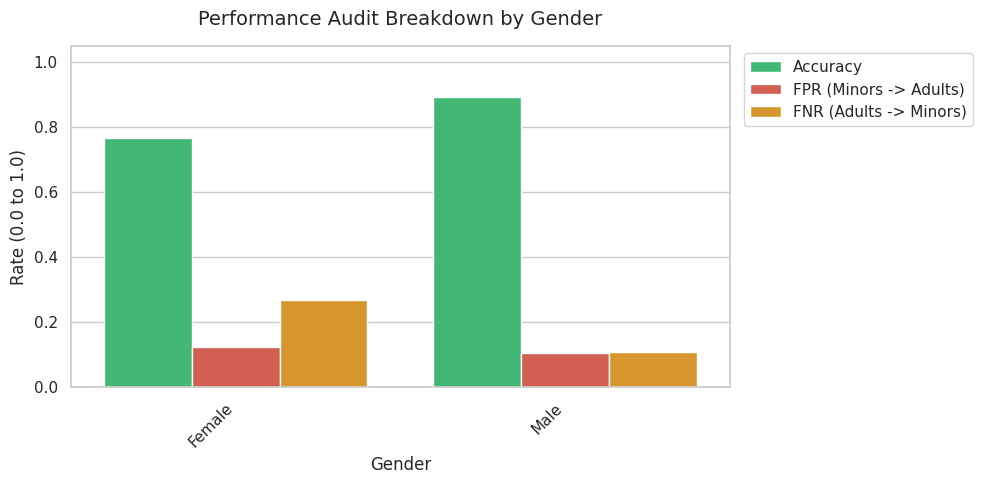 Performance Audit Breakdown by Gender
1.0
0.8
0.6
0.4
0.2
0.0
Rate (0.0 to 1.0)
Female
Male
Gender
Accuracy
FPR (Minors -> Adults)
FNR (Adults -> Minors)